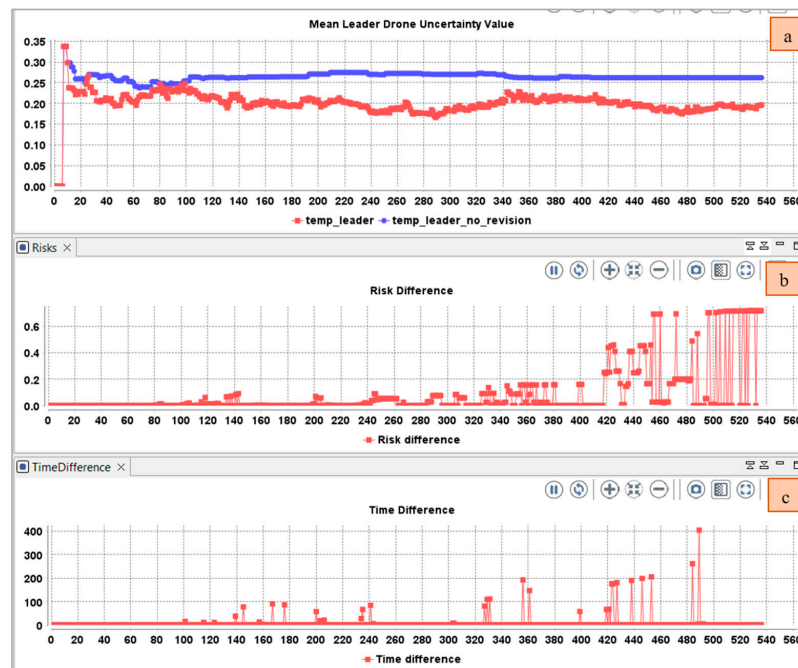 Mean Leader Drone Uncertainty Value
a
0.35
0.30
0.25
0.20
0.15
0.10
0.05
0.00
0 20 40 60 80 100 120 140 160 180 200 220 240 260 280 300 320 340 360 380 400 420 440 460 480 500 520 540 560
temp_leader temp_leader_no_revision
Risks
b
Risk Difference
0.6
0.4
0.2
0.0
0 20 40 60 80 100 120 140 160 180 200 220 240 260 280 300 320 340 360 380 400 420 440 460 480 500 520 540 560
Risk difference
TimeDifference
c
Time Difference
400
300
200
100
0
0 20 40 60 80 100 120 140 160 180 200 220 240 260 280 300 320 340 360 380 400 420 440 460 480 500 520 540 560
Time difference